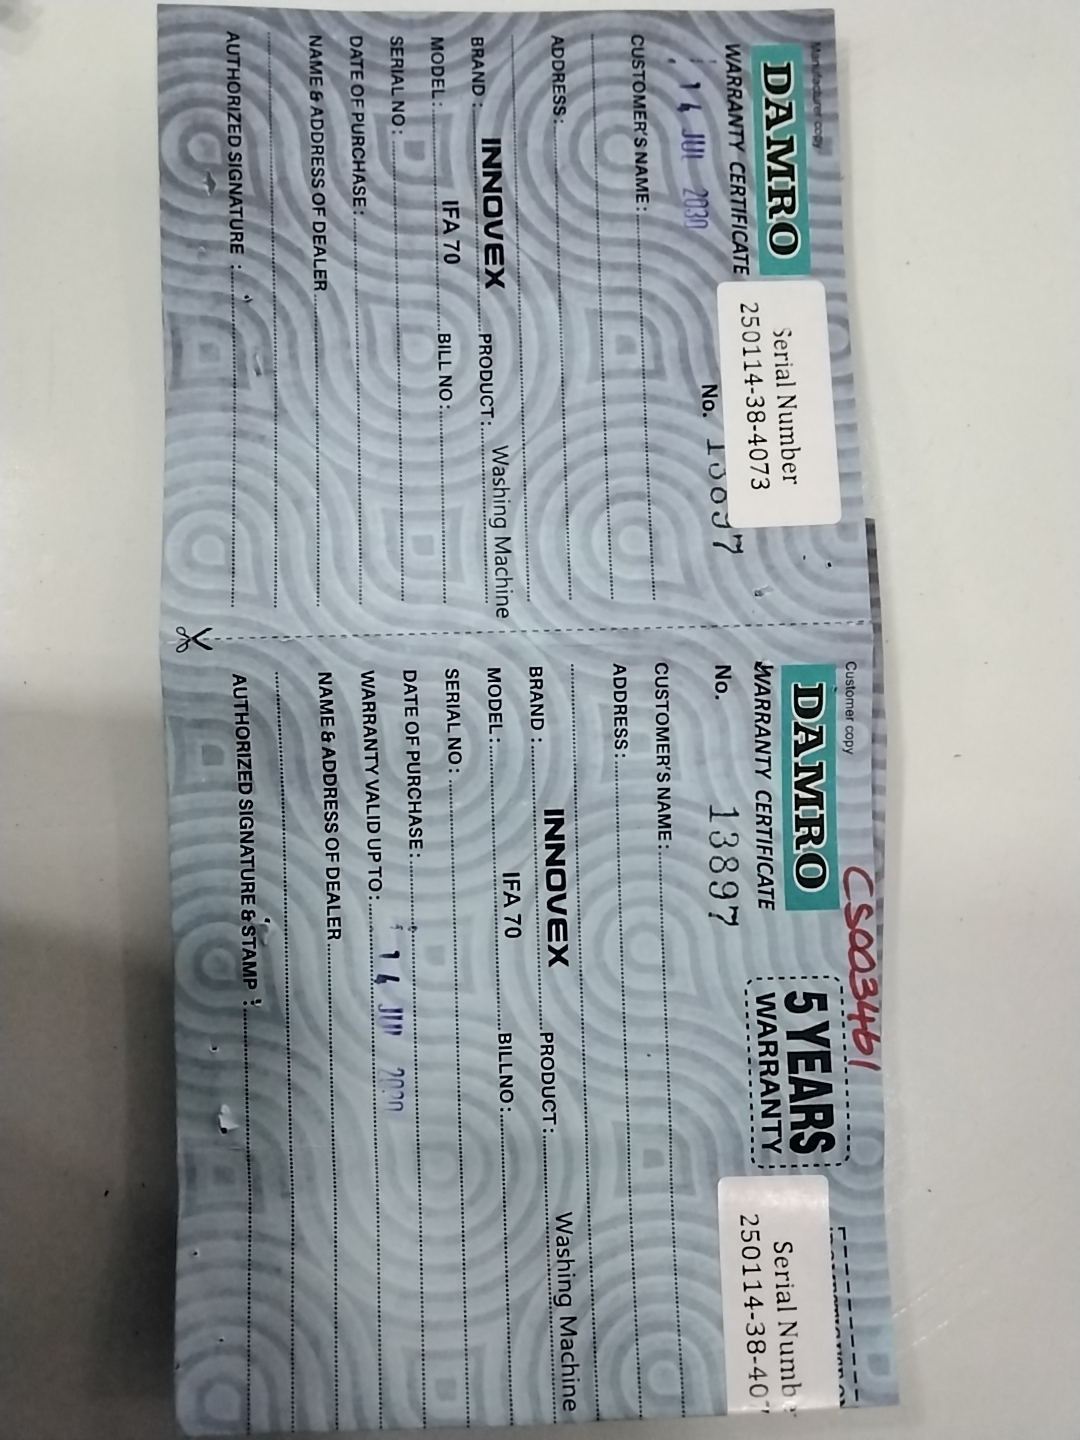 Manufacturer copy
DAMRO
WARRANTY CERTIFICATE
14 JUL 2030
Serial Number
250114-38-4073
No.
CUSTOMER'S NAME :
ADDRESS:
BRAND : INNOVEX PRODUCT : Washing Machine
MODEL : IFA 70 BILL NO :
SERIAL NO :
DATE OF PURCHASE :
NAME & ADDRESS OF DEALER
AUTHORIZED SIGNATURE :
Customer copy
CS003461
DAMRO
WARRANTY CERTIFICATE
5 YEARS
WARRANTY
Serial Numbe
250114-38-40
No. 13897
CUSTOMER'S NAME :
ADDRESS :
BRAND : INNOVEX PRODUCT : Washing Machine
MODEL : IFA 70 BILL NO :
SERIAL NO :
DATE OF PURCHASE :
WARRANTY VALID UP TO : 14 JUL 2030
NAME & ADDRESS OF DEALER
AUTHORIZED SIGNATURE & STAMP :